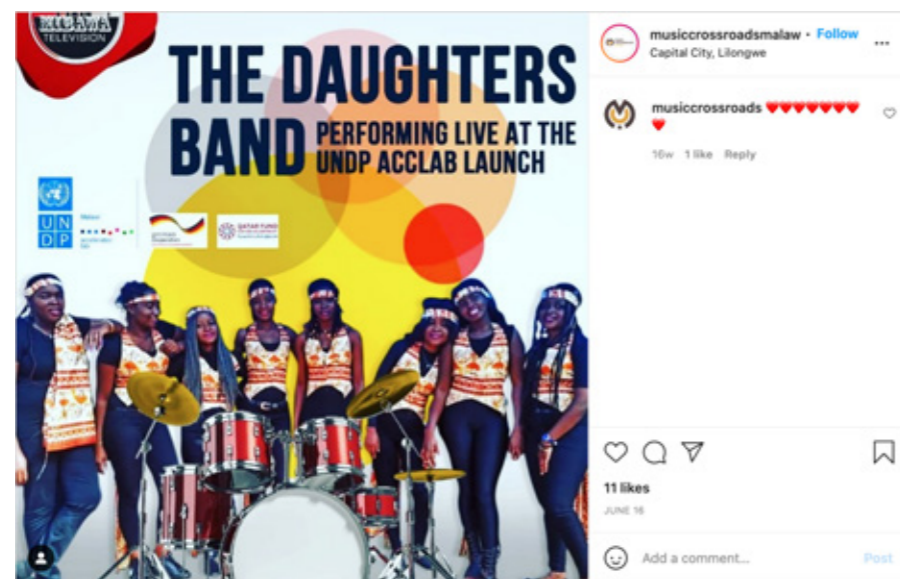 MIBAWA
TELEVISION
THE DAUGHTERS
BAND PERFORMING LIVE AT THE
UNDP ACCLAB LAUNCH
UN
DP
QATAR FUND
musiccrossroadsmalaw • Follow
Capital City, Lilongwe
musiccrossroads ❤️❤️❤️❤️❤️❤️❤️
❤️
16w 1 like Reply
11 likes
JUNE 16
Add a comment... Post